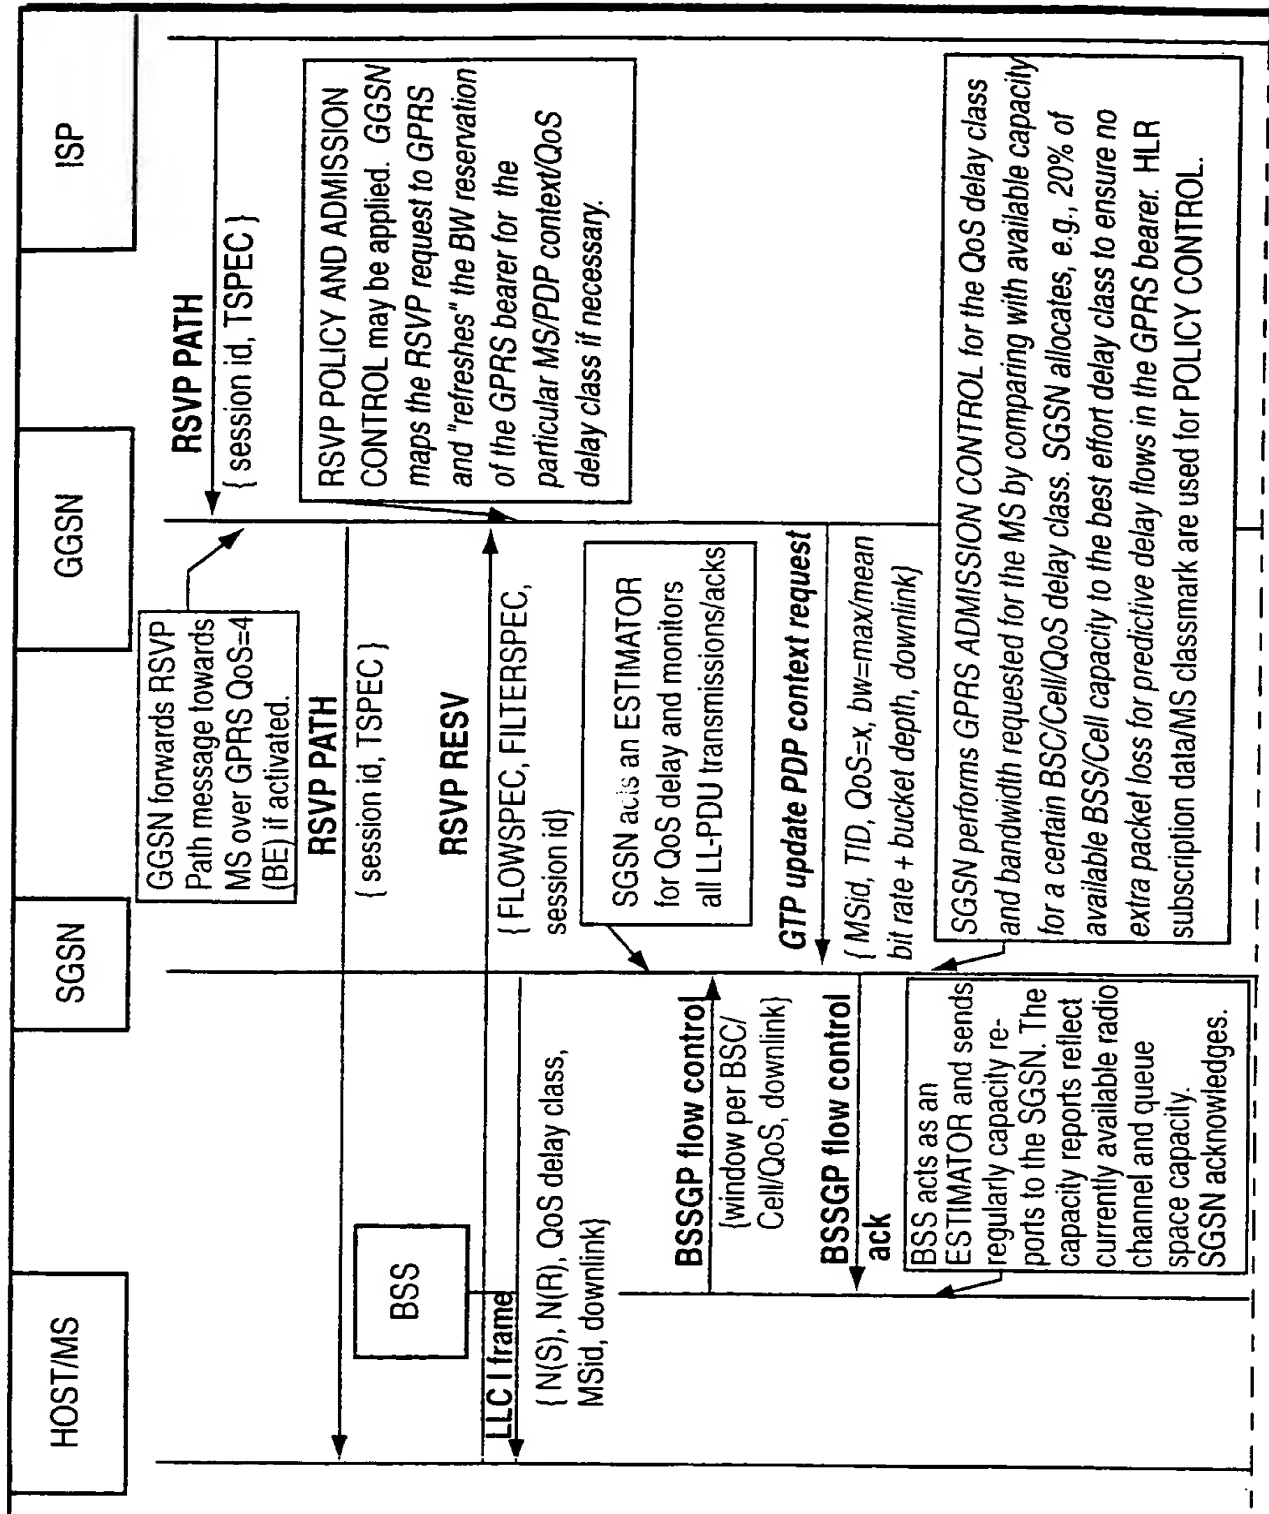 HOST/MS
SGSN
GGSN
ISP
RSVP PATH
{ session id, TSPEC }
GGSN forwards RSVP
Path message towards
MS over GPRS QoS=4
(BE) if activated.
RSVP PATH
{ session id, TSPEC }
RSVP POLICY AND ADMISSION
CONTROL may be applied. GGSN
maps the RSVP request to GPRS
and "refreshes" the BW reservation
of the GPRS bearer for the
particular MS/PDP context/QoS
delay class if necessary.
BSS
RSVP RESV
{ FLOWSPEC, FILTERSPEC,
session id}
LLC I frame
{ N(S), N(R), QoS delay class,
MSid, downlink}
SGSN acts an ESTIMATOR
for QoS delay and monitors
all LL-PDU transmissions/acks
BSSGP flow control
{window per BSC/
Cell/QoS, downlink}
GTP update PDP context request
{ MSid, TID, QoS=x, bw=max/mean
bit rate + bucket depth, downlink}
BSSGP flow control
ack
BSS acts as an
ESTIMATOR and sends
regularly capacity re-
ports to the SGSN. The
capacity reports reflect
currently available radio
channel and queue
space capacity.
SGSN acknowledges.
SGSN performs GPRS ADMISSION CONTROL for the QoS delay class
and bandwidth requested for the MS by comparing with available capacity
for a certain BSC/Cell/QoS delay class. SGSN allocates, e.g., 20% of
available BSS/Cell capacity to the best effort delay class to ensure no
extra packet loss for predictive delay flows in the GPRS bearer. HLR
subscription data/MS classmark are used for POLICY CONTROL.